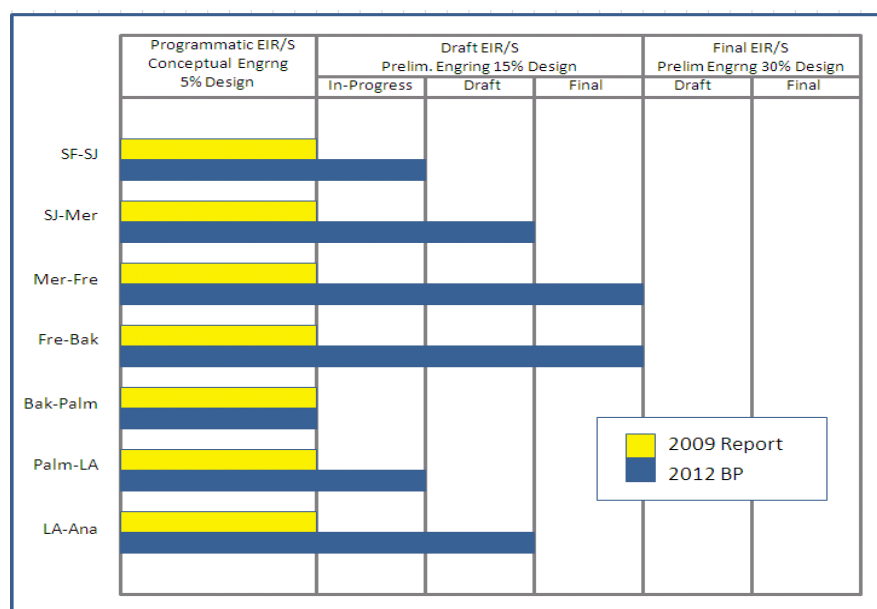 Programmatic EIR/S
Conceptual Engrng
5% Design
Draft EIR/S
Prelim. Engring 15% Design
Final EIR/S
Prelim Engrng 30% Design
In-Progress
Draft
Final
Draft
Final
SF-SJ
SJ-Mer
Mer-Fre
Fre-Bak
Bak-Palm
Palm-LA
LA-Ana
2009 Report
2012 BP